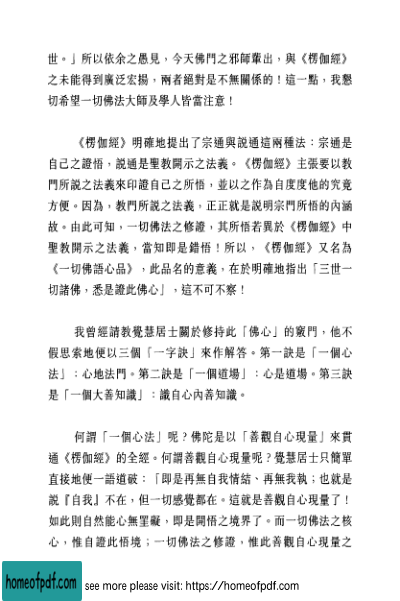 世。」所以依余之愚見，今天佛門之邪師輩出，與《楞伽經》
之未能得到廣泛宏揚，兩者絕對是不無關係的！這一點，我懇
切希望一切佛法大師及學人皆當注意！
《楞伽經》明確地提出了宗通與說通這兩種法：宗通是
自己之證悟，說通是聖教開示之法義。《楞伽經》主張要以教
門所說之法義來印證自己之所悟，並以之作為自度度他的究竟
方便。因為，教門所說之法義，正正就是說明宗門所悟的內涵
故。由此可知，一切佛法之修證，其所悟若異於《楞伽經》中
聖教開示之法義，當知即是錯悟！所以，《楞伽經》又名為
《一切佛語心品》，此品名的意義，在於明確地指出「三世一
切諸佛，悉是證此佛心」，這不可不察！
我曾經請教覺慧居士關於修持此「佛心」的竅門，他不
假思索地便以三個「一字訣」來作解答。第一訣是「一個心
法」：心地法門。第二訣是「一個道場」：心是道場。第三訣
是「一個大善知識」：識自心內善知識。
何謂「一個心法」呢？佛陀是以「善觀自心現量」來貫
通《楞伽經》的全經。何謂善觀自心現量呢？覺慧居士只簡單
直接地便一語道破：「即是再無自我情結、再無我執；也就是
說『自我』不在，但一切感覺都在。這就是善觀自心現量了！
如此則自然能心無罣礙，即是開悟之境界了。而一切佛法之核
心，惟自證此悟境；一切佛法之修證，惟此善觀自心現量之
homeofpdf.com
see more please visit: https://homeofpdf.com